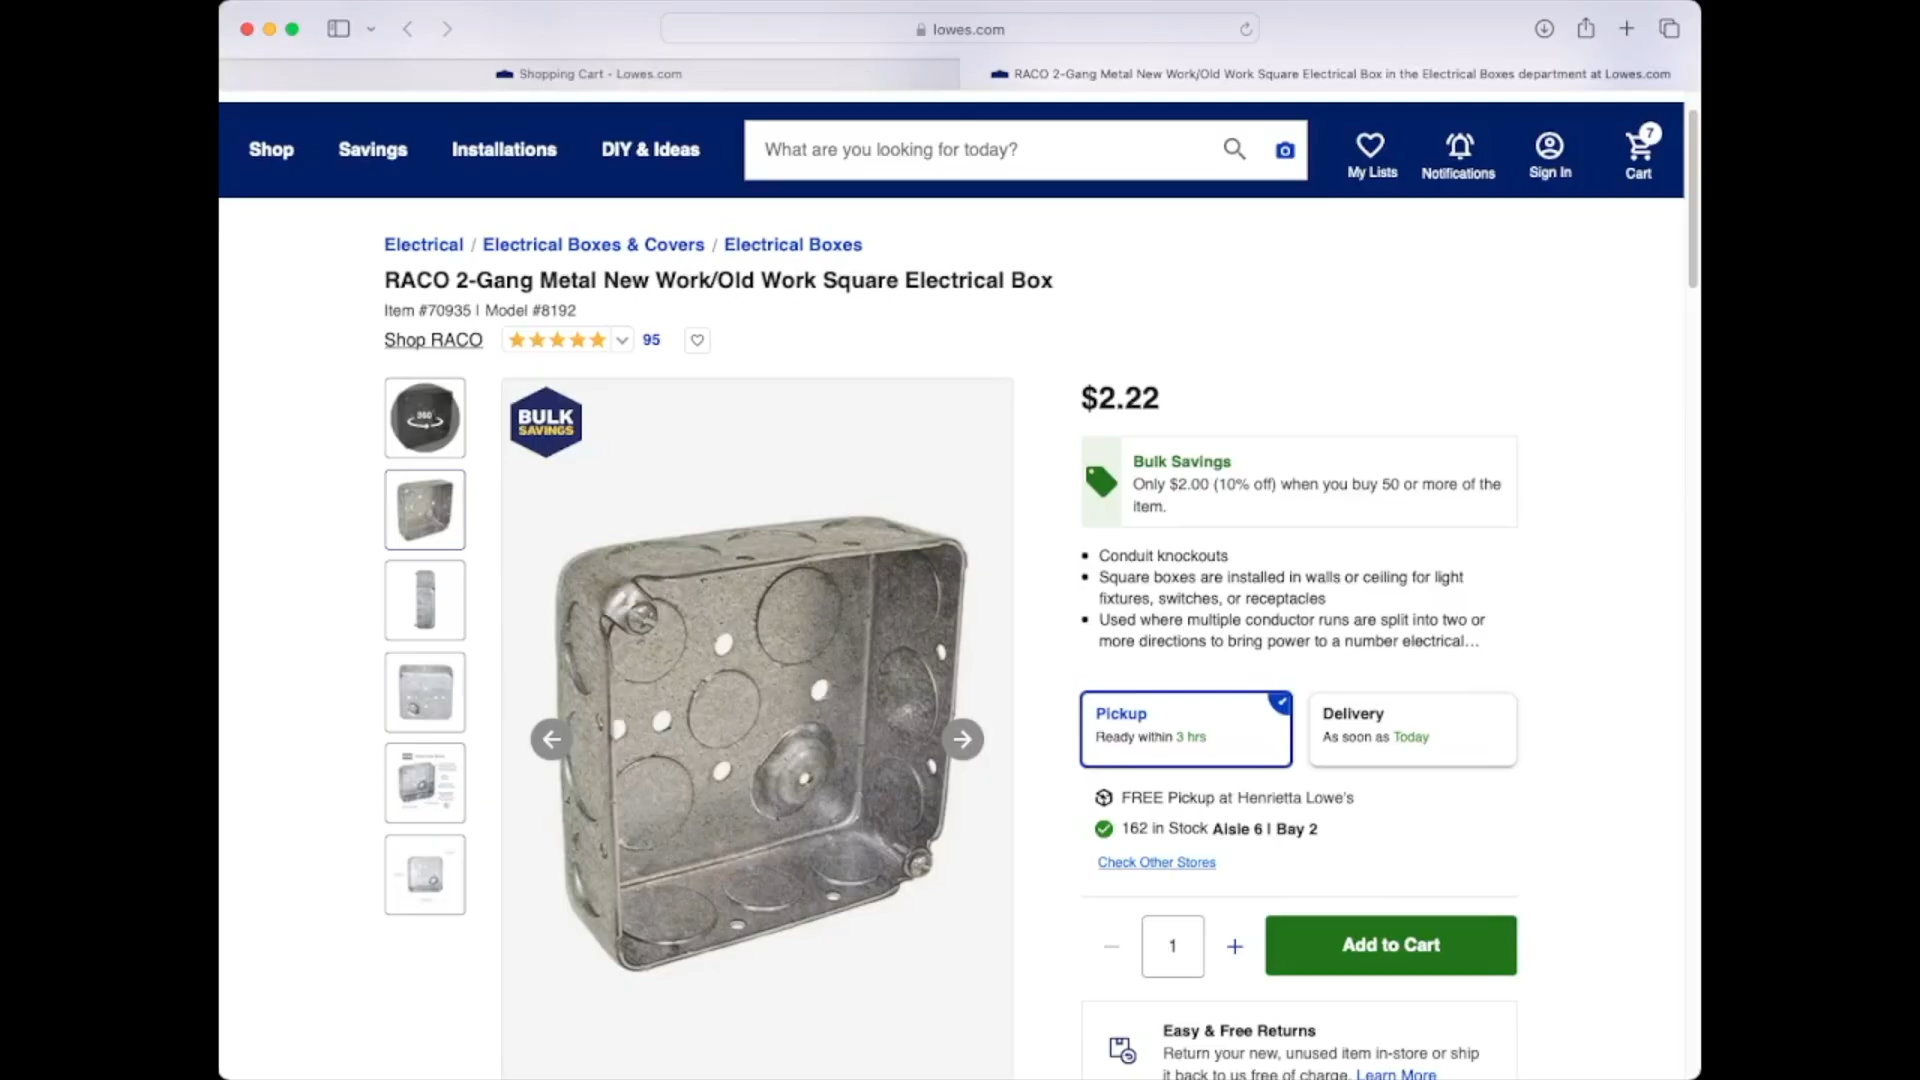 lowes.com
Shopping Cart - Lowes.com
RACO 2-Gang Metal New Work/Old Work Square Electrical Box in the Electrical Boxes department at Lowes.com
Shop
Savings
Installations
DIY & Ideas
What are you looking for today?
My Lists
Notifications
Sign In
7
Cart
Electrical / Electrical Boxes & Covers / Electrical Boxes
RACO 2-Gang Metal New Work/Old Work Square Electrical Box
Item #70935 | Model #8192
Shop RACO
95
360
BULK
SAVINGS
$2.22
Bulk Savings
Only $2.00 (10% off) when you buy 50 or more of the
item.
Conduit knockouts
Square boxes are installed in walls or ceiling for light
fixtures, switches, or receptacles
Used where multiple conductor runs are split into two or
more directions to bring power to a number electrical...
Pickup
Ready within 3 hrs
Delivery
As soon as Today
FREE Pickup at Henrietta Lowe's
162 in Stock Aisle 6 | Bay 2
Check Other Stores
1
Add to Cart
Easy & Free Returns
Return your new, unused item in-store or ship
it back to us free of charge. Learn More